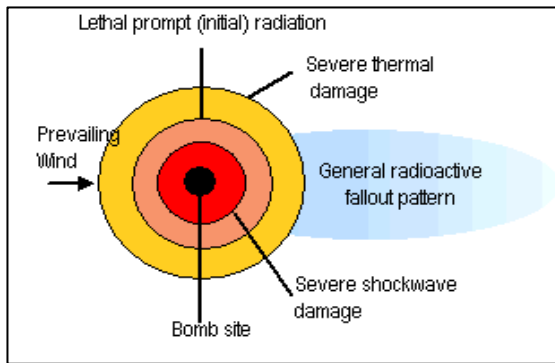 Lethal prompt (initial) radiation
Severe thermal
damage
Prevailing
Wind
General radioactive
fallout pattern
Severe shockwave
damage
Bomb site